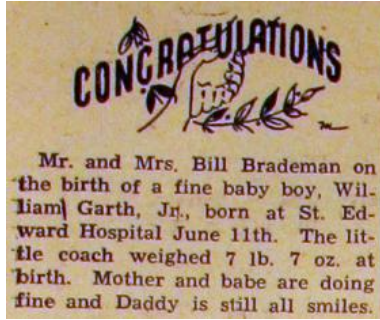 CONGRATULATIONS
Mr. and Mrs. Bill Brademan on
the birth of a fine baby boy, Wil-
liam Garth, Jr., born at St. Ed-
ward Hospital June 11th. The lit-
tle coach weighed 7 lb. 7 oz. at
birth. Mother and babe are doing
fine and Daddy is still all smiles.